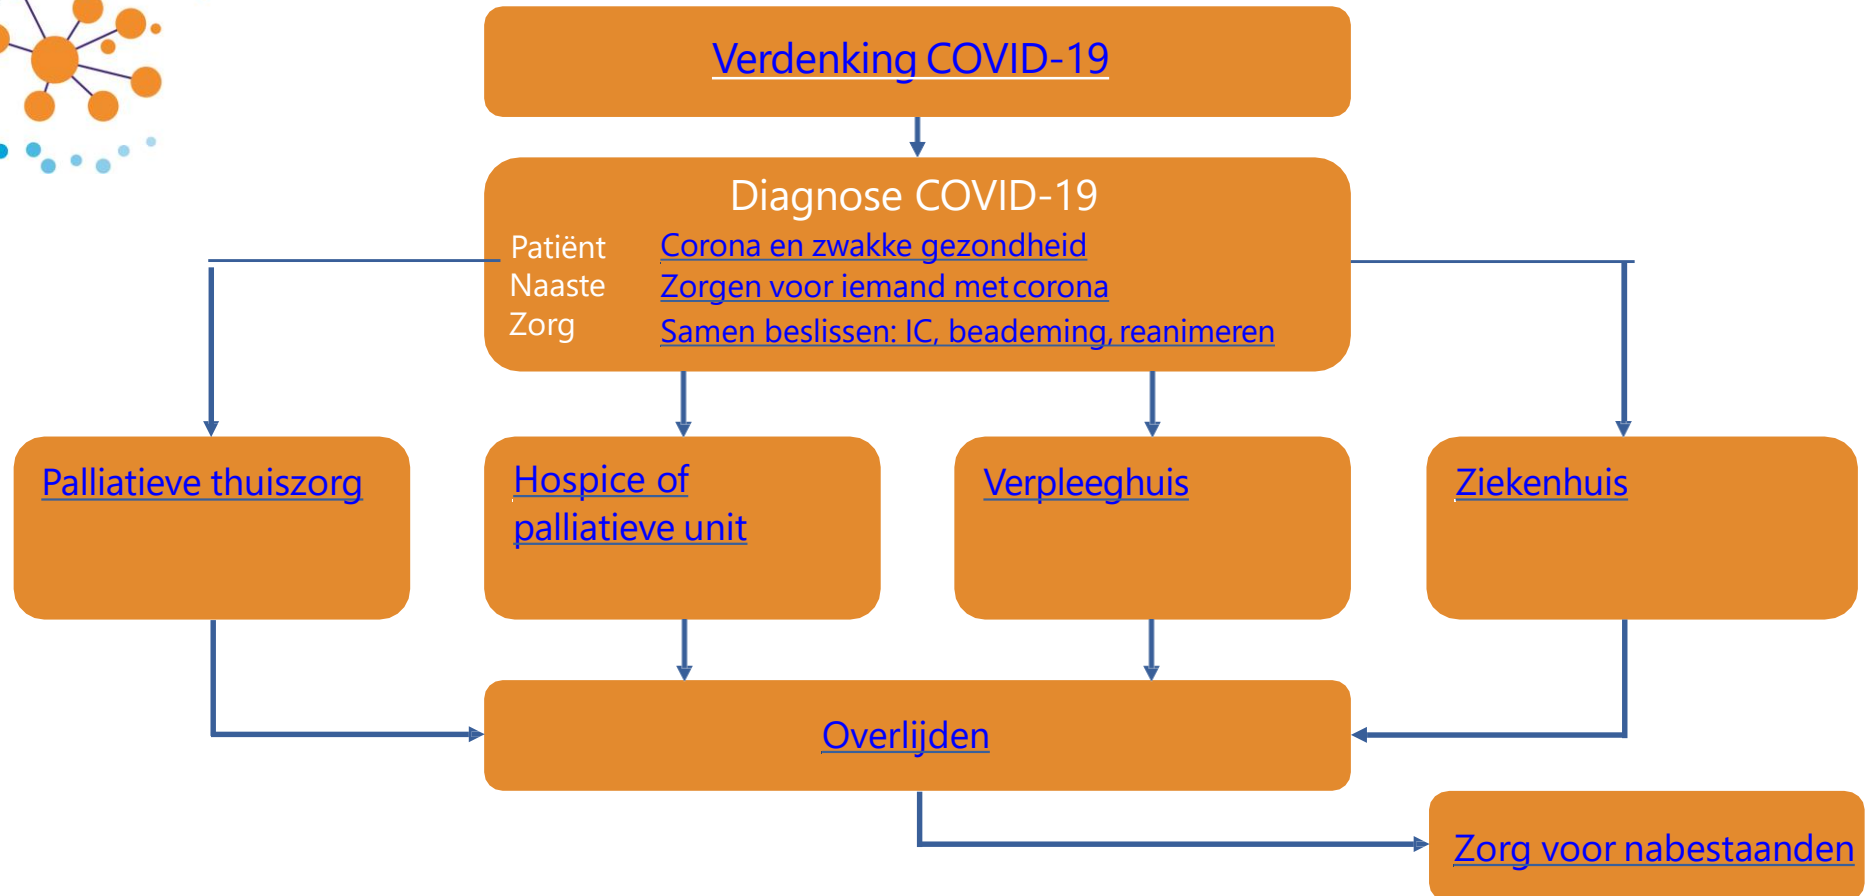 Verdenking COVID-19
Diagnose COVID-19
Patiënt Corona en zwakke gezondheid
Naaste Zorgen voor iemand met corona
Zorg Samen beslissen: IC, beademing, reanimeren
Palliatieve thuiszorg
Hospice of
palliatieve unit
Verpleeghuis
Ziekenhuis
Overlijden
Zorg voor nabestaanden